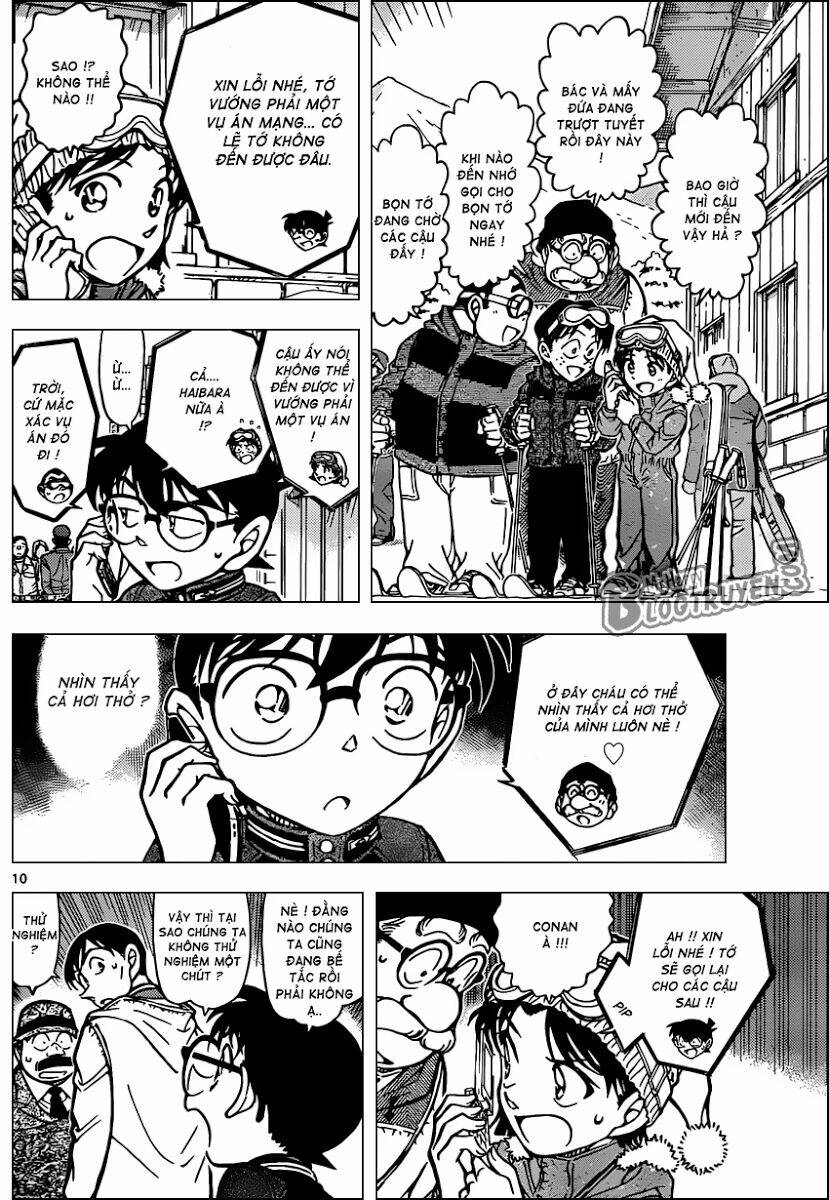 BAO GIỜ
THÌ CẬU
MỚI ĐẾN
VẬY HẢ ?
BÁC VÀ MẤY
ĐỨA ĐANG
TRƯỢT TUYẾT
RỒI ĐÂY NÀY
!
KHI NÀO
ĐẾN NHỚ
GỌI CHO
BỌN TỚ
NGAY
NHÉ !
BỌN TỚ
ĐANG CHỜ
CÁC CẬU
ĐẤY !
XIN LỖI NHÉ, TỚ
VƯỚNG PHẢI MỘT
VỤ ÁN MẠNG... CÓ
LẼ TỚ KHÔNG
ĐẾN ĐƯỢC ĐÂU.
SAO !?
KHÔNG THỂ
NÀO !!
CẬU ẤY NÓI
KHÔNG THỂ
ĐẾN ĐƯỢC VÌ
VƯỚNG PHẢI
MỘT VỤ ÁN
!
CẢ....
HAIBARA
NỮA À
!?
Ừ...
Ừ...
TRỜI,
CỨ MẶC
XÁC VỤ
ÁN ĐÓ
ĐI !
BLOGTRUYEN.COM
Ở ĐÂY CHÁU CÓ THỂ
NHÌN THẤY CẢ HƠI THỞ
CỦA MÌNH LUÔN NÈ !
♡
NHÌN THẤY
CẢ HƠI THỞ ?
10
AH !! XIN
LỖI NHÉ ! TỚ
SẼ GỌI LẠI
CHO CÁC CẬU
SAU !!
PIP
CONAN
À !!!
NÈ ! ĐẰNG
NÀO CHÚNG
TA CŨNG
ĐANG BẾ
TẮC RỒI
PHẢI KHÔNG
Ạ..
VẬY THÌ TẠI
SAO CHÚNG TA
KHÔNG THỬ
NGHIỆM MỘT
CHÚT ?
THỬ
NGHIỆM
?